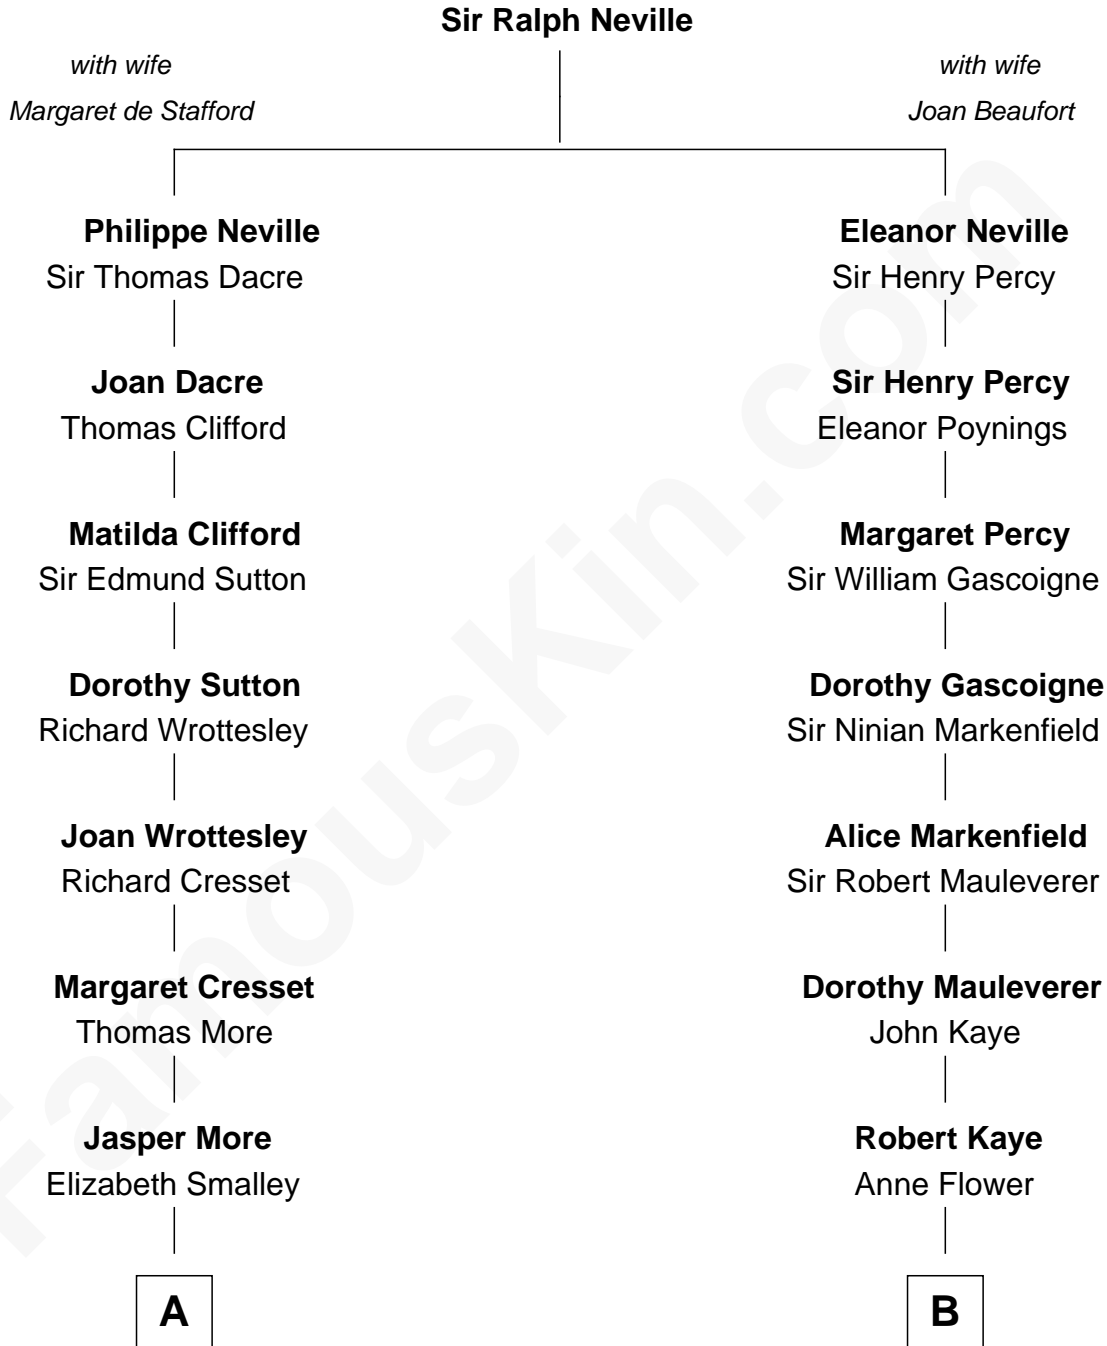 Sir Ralph Neville
with wife
Margaret de Stafford
with wife
Joan Beaufort
Philippe Neville
Sir Thomas Dacre
Eleanor Neville
Sir Henry Percy
Joan Dacre
Thomas Clifford
Sir Henry Percy
Eleanor Poynings
Matilda Clifford
Sir Edmund Sutton
Margaret Percy
Sir William Gascoigne
Dorothy Sutton
Richard Wrottesley
Dorothy Gascoigne
Sir Ninian Markenfield
Joan Wrottesley
Richard Cresset
Alice Markenfield
Sir Robert Mauleverer
Margaret Cresset
Thomas More
Dorothy Mauleverer
John Kaye
Jasper More
Elizabeth Smalley
Robert Kaye
Anne Flower
A
B
FamousKin.com